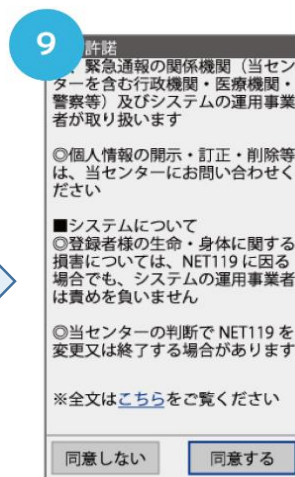 9
許諾
、緊急通報の関係機関(当セン
ターを含む行政機関・医療機関・
警察等)及びシステムの運用事業
者が取り扱います
◎個人情報の開示・訂正・削除等
は、当センターにお問い合わせく
ださい
■システムについて
◎登録者様の生命・身体に関する
損害については、NET119 に因る
場合でも、システムの運用事業者
は責めを負いません
◎当センターの判断で NET119 を
変更又は終了する場合があります
※全文はこちらをご覧ください
同意しない
同意する